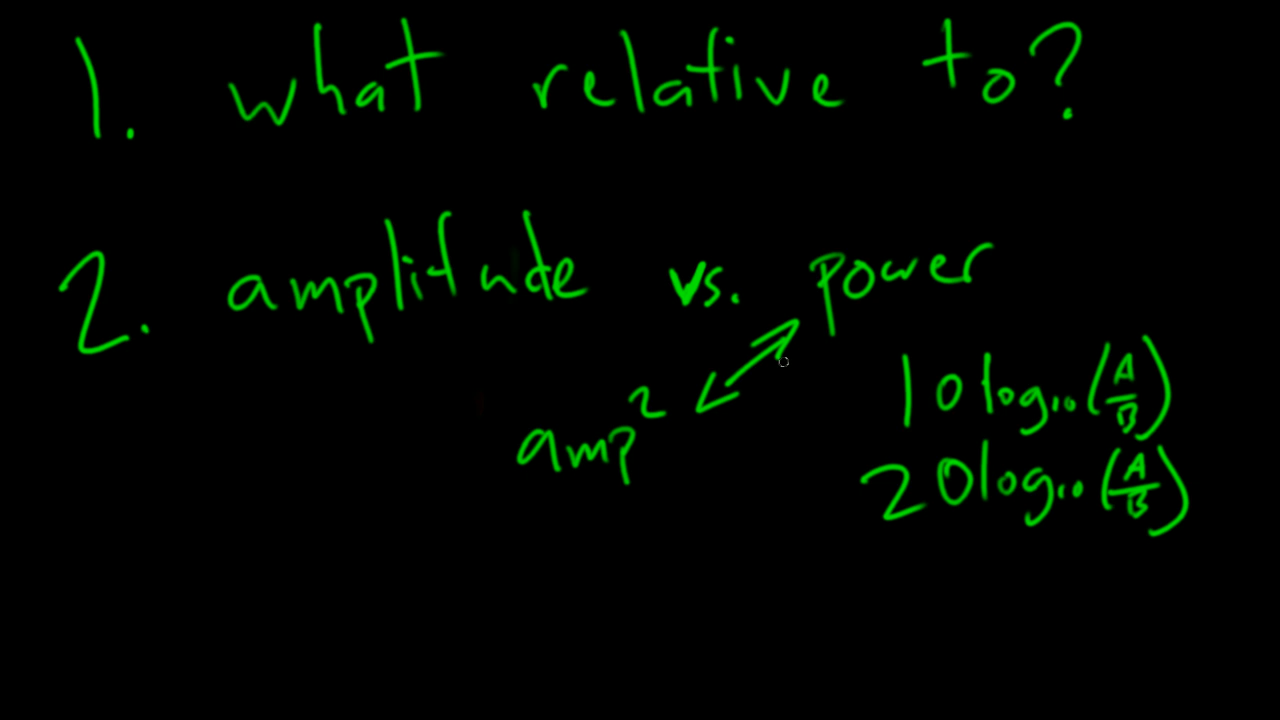 1. what relative to?
2. amplitude vs. power
amp²
10log₁₀(A/B)
20log₁₀(A/B)